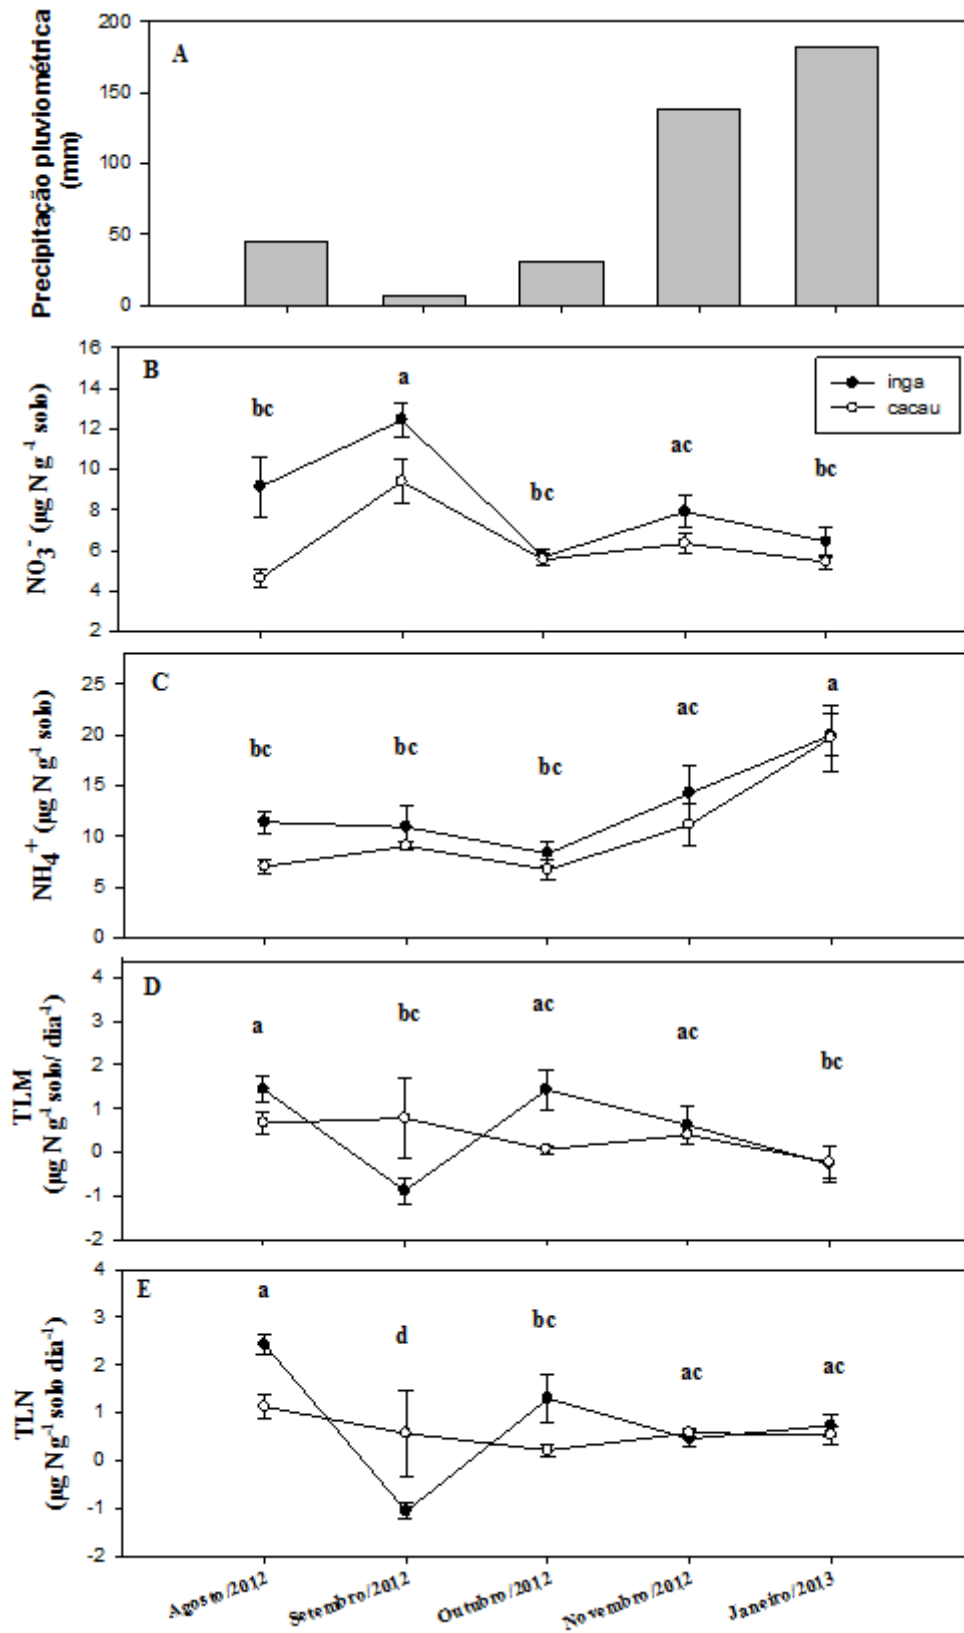 Precipitação pluviométrica
(mm)
A
200
150
100
50
0
NO3- (µg N g-1 solo)
B
16
14
12
10
8
6
4
2
bc
a
bc
ac
bc
inga
cacau
NH4+ (µg N g-1 solo)
C
25
20
15
10
5
0
bc
bc
bc
ac
a
TLM
(µg N g-1 solo/ dia-1)
D
4
3
2
1
0
-1
-2
a
bc
ac
ac
bc
TLN
(µg N g-1 solo dia-1)
E
4
3
2
1
0
-1
-2
a
d
bc
ac
ac
Agosto/2012
Setembro/2012
Outubro/2012
Novembro/2012
Janeiro/2013